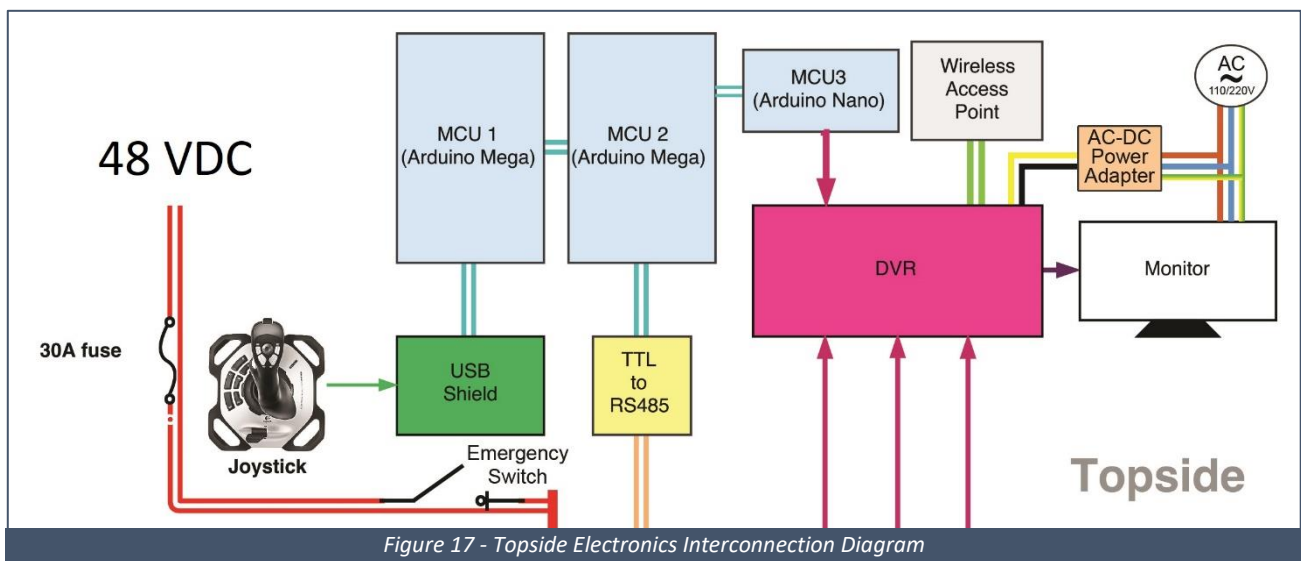 48 VDC
30A fuse
Joystick
MCU 1
(Arduino Mega)
MCU 2
(Arduino Mega)
MCU3
(Arduino Nano)
Wireless
Access
Point
AC
~
110/220V
AC-DC
Power
Adapter
DVR
Monitor
USB
Shield
TTL
to
RS485
Emergency
Switch
Topside
Figure 17 - Topside Electronics Interconnection Diagram